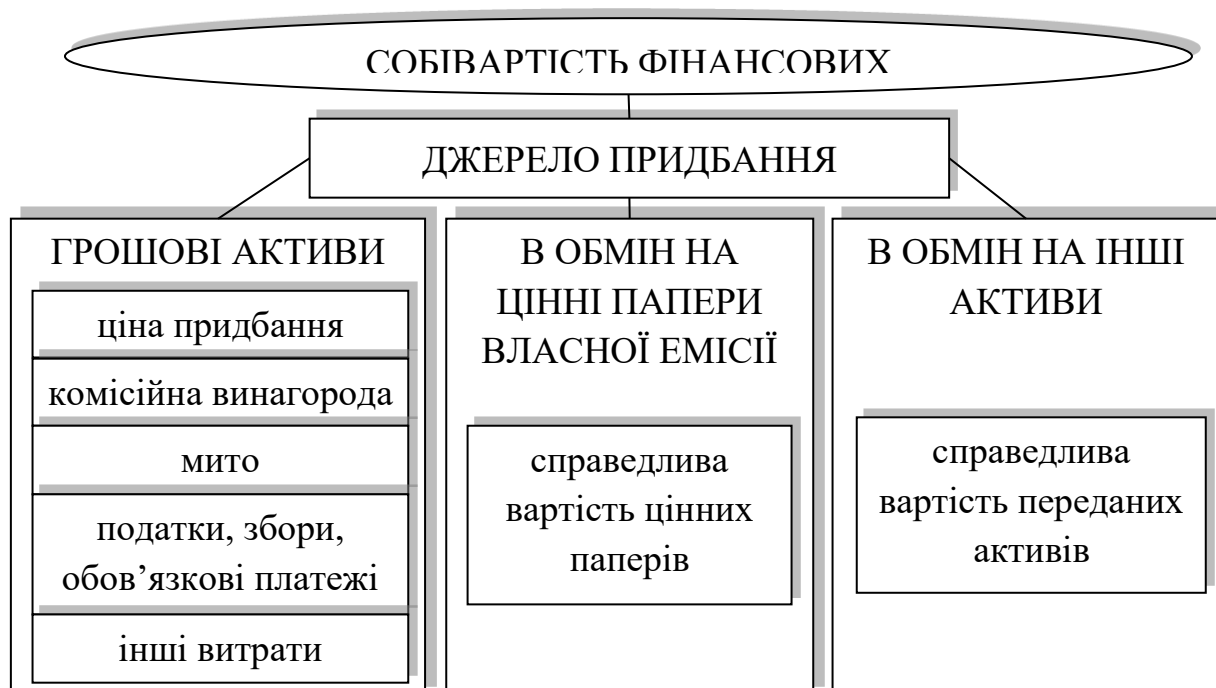 СОБІВАРТІСТЬ ФІНАНСОВИХ
ДЖЕРЕЛО ПРИДБАННЯ
ГРОШОВІ АКТИВИ
ціна придбання
комісійна винагорода
мито
податки, збори,
обов’язкові платежі
інші витрати
В ОБМІН НА
ЦІННІ ПАПЕРИ
ВЛАСНОЇ ЕМІСІЇ
справедлива
вартість цінних
паперів
В ОБМІН НА ІНШІ
АКТИВИ
справедлива
вартість переданих
активів